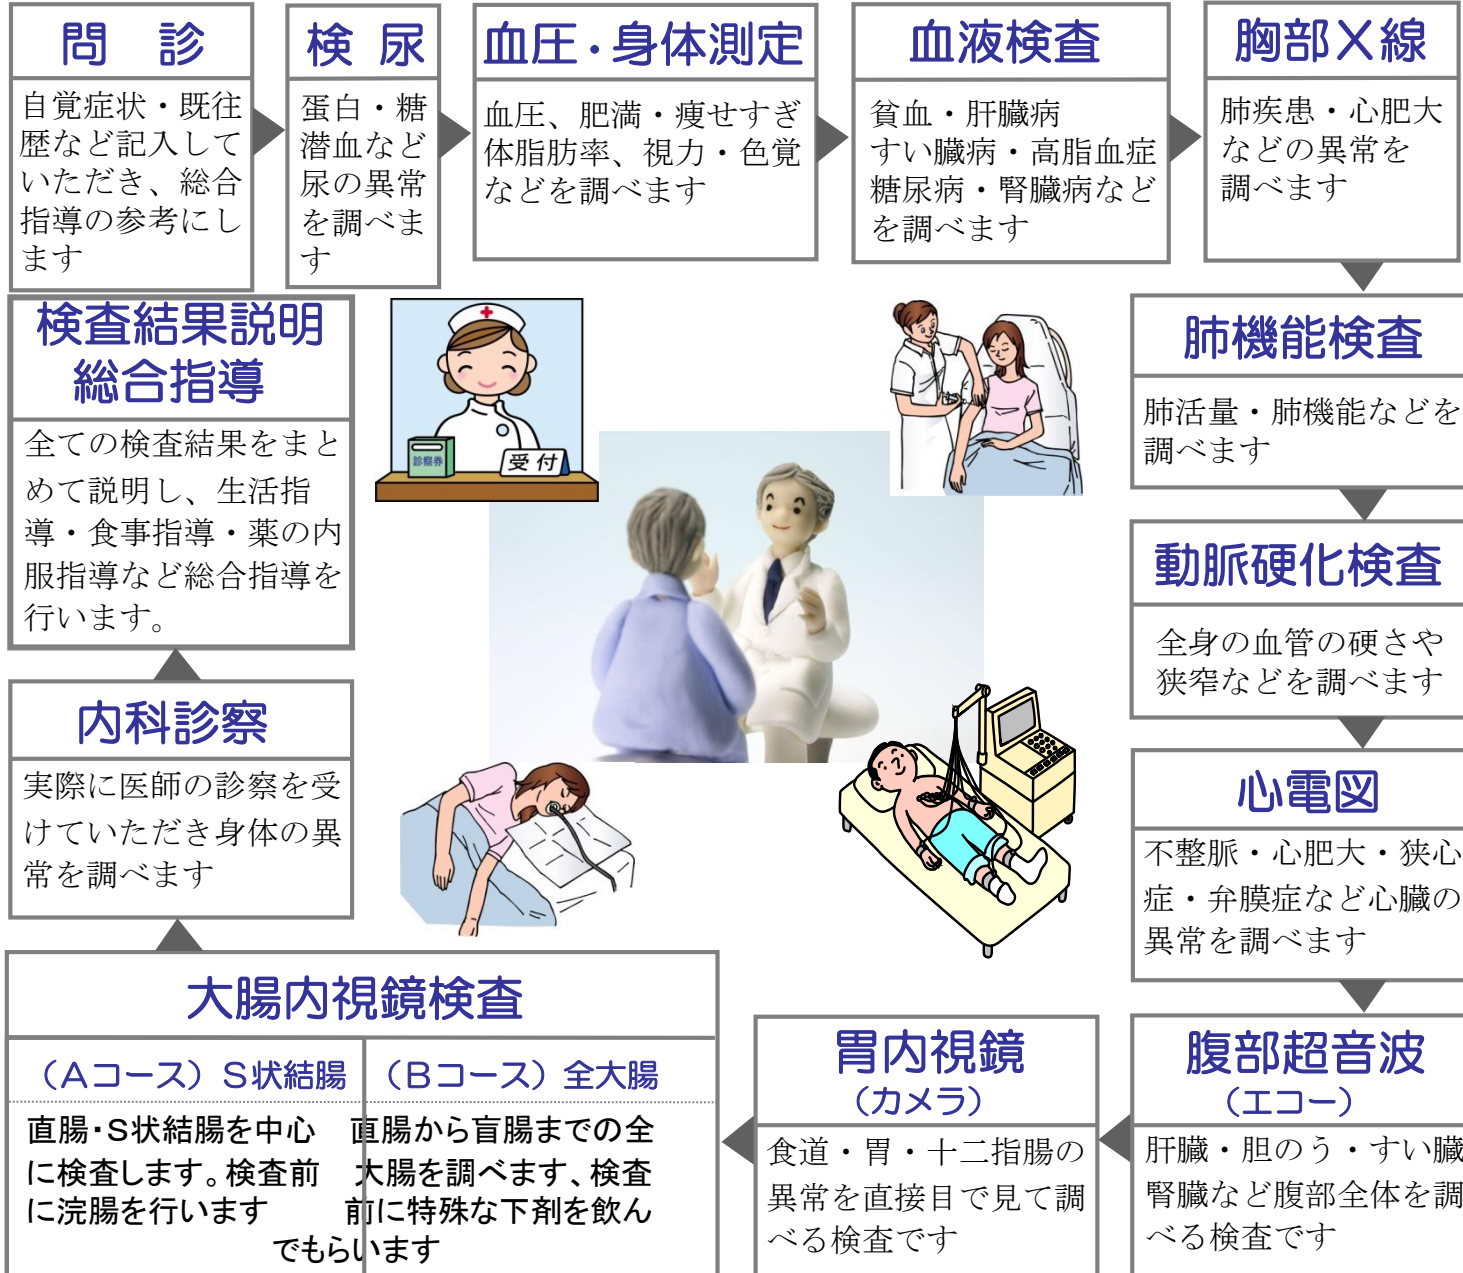 問 診
自覚症状・既往
歴など記入して
いただき、総合
指導の参考にし
ます
検 尿
蛋白・糖
潜血など
尿の異常
を調べま
す
血圧・身体測定
血圧、肥満・痩せすぎ
体脂肪率、視力・色覚
などを調べます
血液検査
貧血・肝臓病
すい臓病・高脂血症
糖尿病・腎臓病など
を調べます
胸部X線
肺疾患・心肥大
などの異常を
調べます
肺機能検査
肺活量・肺機能などを
調べます
動脈硬化検査
全身の血管の硬さや
狭窄などを調べます
心電図
不整脈・心肥大・狭心
症・弁膜症など心臓の
異常を調べます
腹部超音波
（エコー）
肝臓・胆のう・すい臓
腎臓など腹部全体を調
べる検査です
胃内視鏡
（カメラ）
食道・胃・十二指腸の
異常を直接目で見て調
べる検査です
大腸内視鏡検査
（Aコース）S状結腸
直腸・S状結腸を中心
に検査します。検査前
に浣腸を行います
（Bコース）全大腸
直腸から盲腸までの全
大腸を調べます、検査
前に特殊な下剤を飲ん
でもらいます
内科診察
実際に医師の診察を受
けていただき身体の異
常を調べます
検査結果説明
総合指導
全ての検査結果をまと
めて説明し、生活指
導・食事指導・薬の内
服指導など総合指導を
行います。
診察券
受付